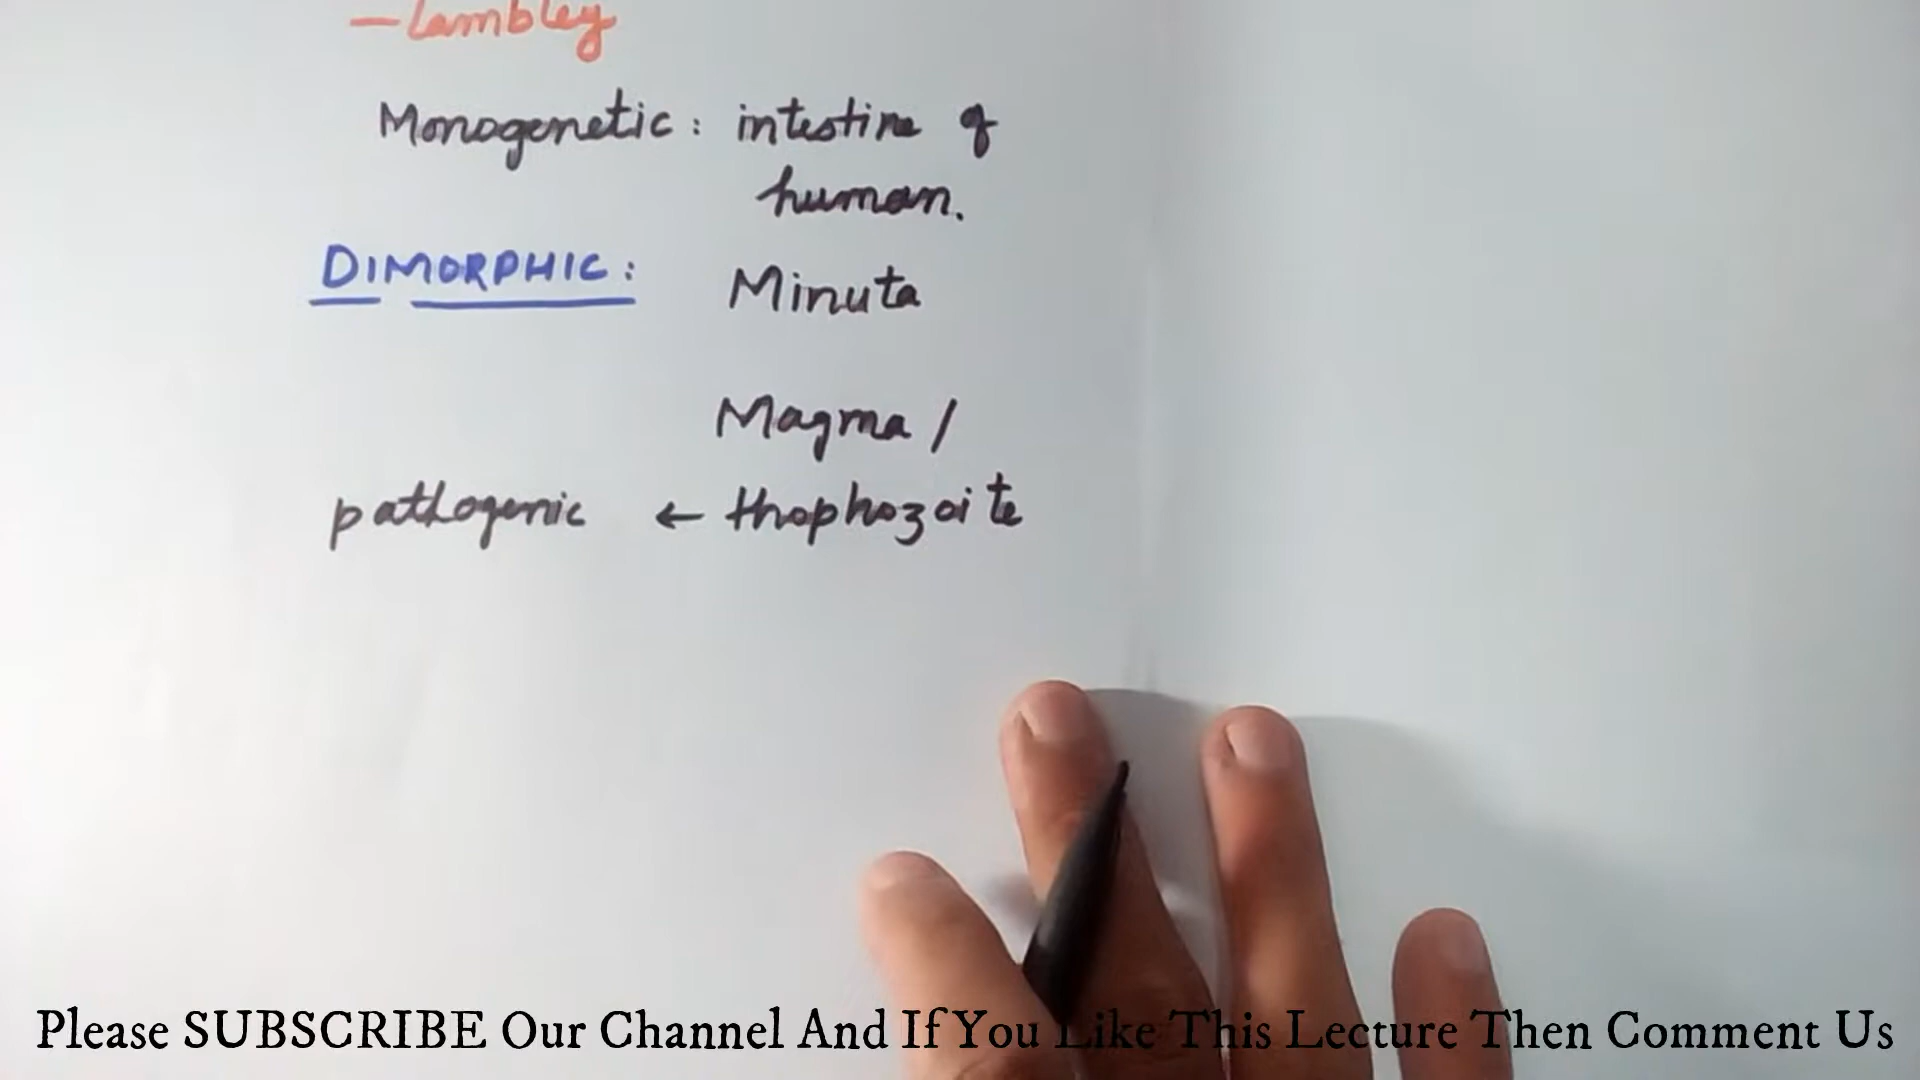 — Lambley
Monogenetic : intestine of
human.
DIMORPHIC : Minuta
Magma /
pathogenic ← thophozoite
Please SUBSCRIBE Our Channel And If You Like This Lecture Then Comment Us